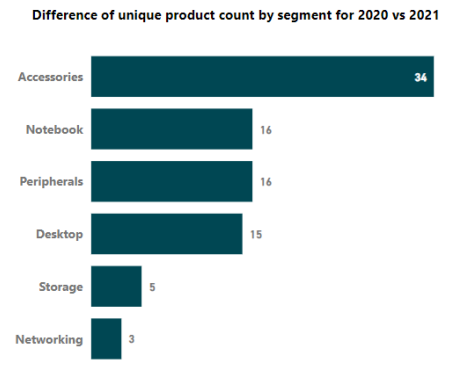 Difference of unique product count by segment for 2020 vs 2021
Accessories 34
Notebook 16
Peripherals 16
Desktop 15
Storage 5
Networking 3